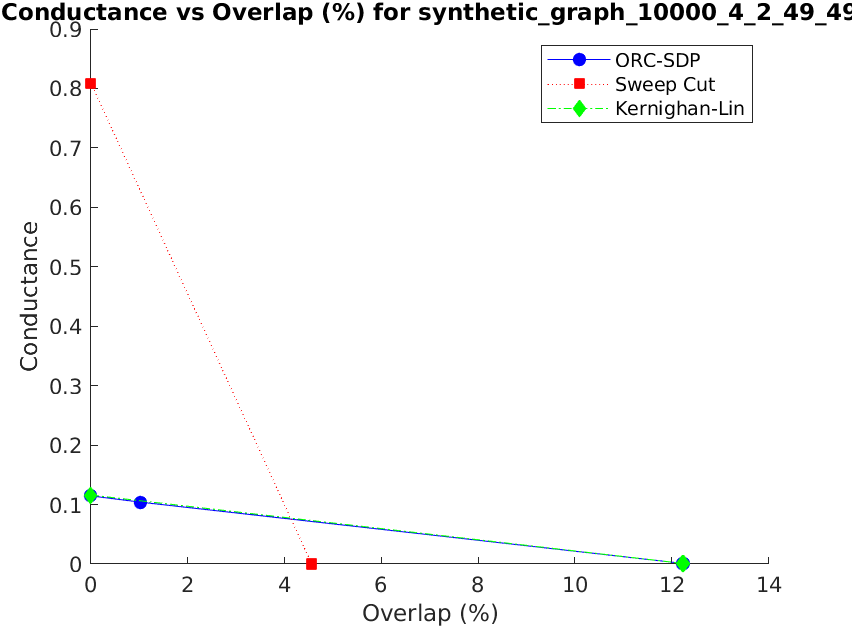 Conductance vs Overlap (%) for synthetic_graph_10000_4_2_49_49
0.9
0.8
0.7
0.6
0.5
0.4
0.3
0.2
0.1
0
Conductance
ORC-SDP
Sweep Cut
Kernighan-Lin
0 2 4 6 8 10 12 14
Overlap (%)